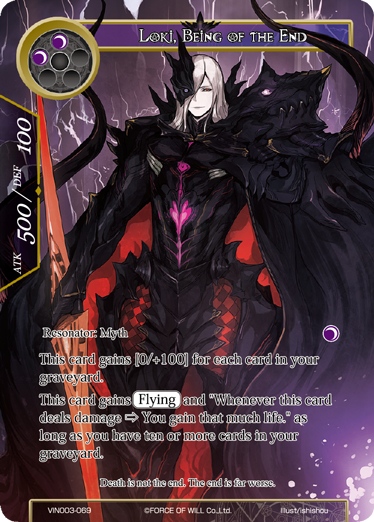 Loki, Being of the End
ATK 500/ DEF 100
Resonator: Myth
This card gains [0/+100] for each card in your
graveyard.
This card gains Flying and "Whenever this card
deals damage ⇨ You gain that much life." as
long as you have ten or more cards in your
graveyard.
Death is not the end. The end is far worse.
VIN003-069 ©FORCE OF WILL Co.,Ltd. Illust/Ishishou